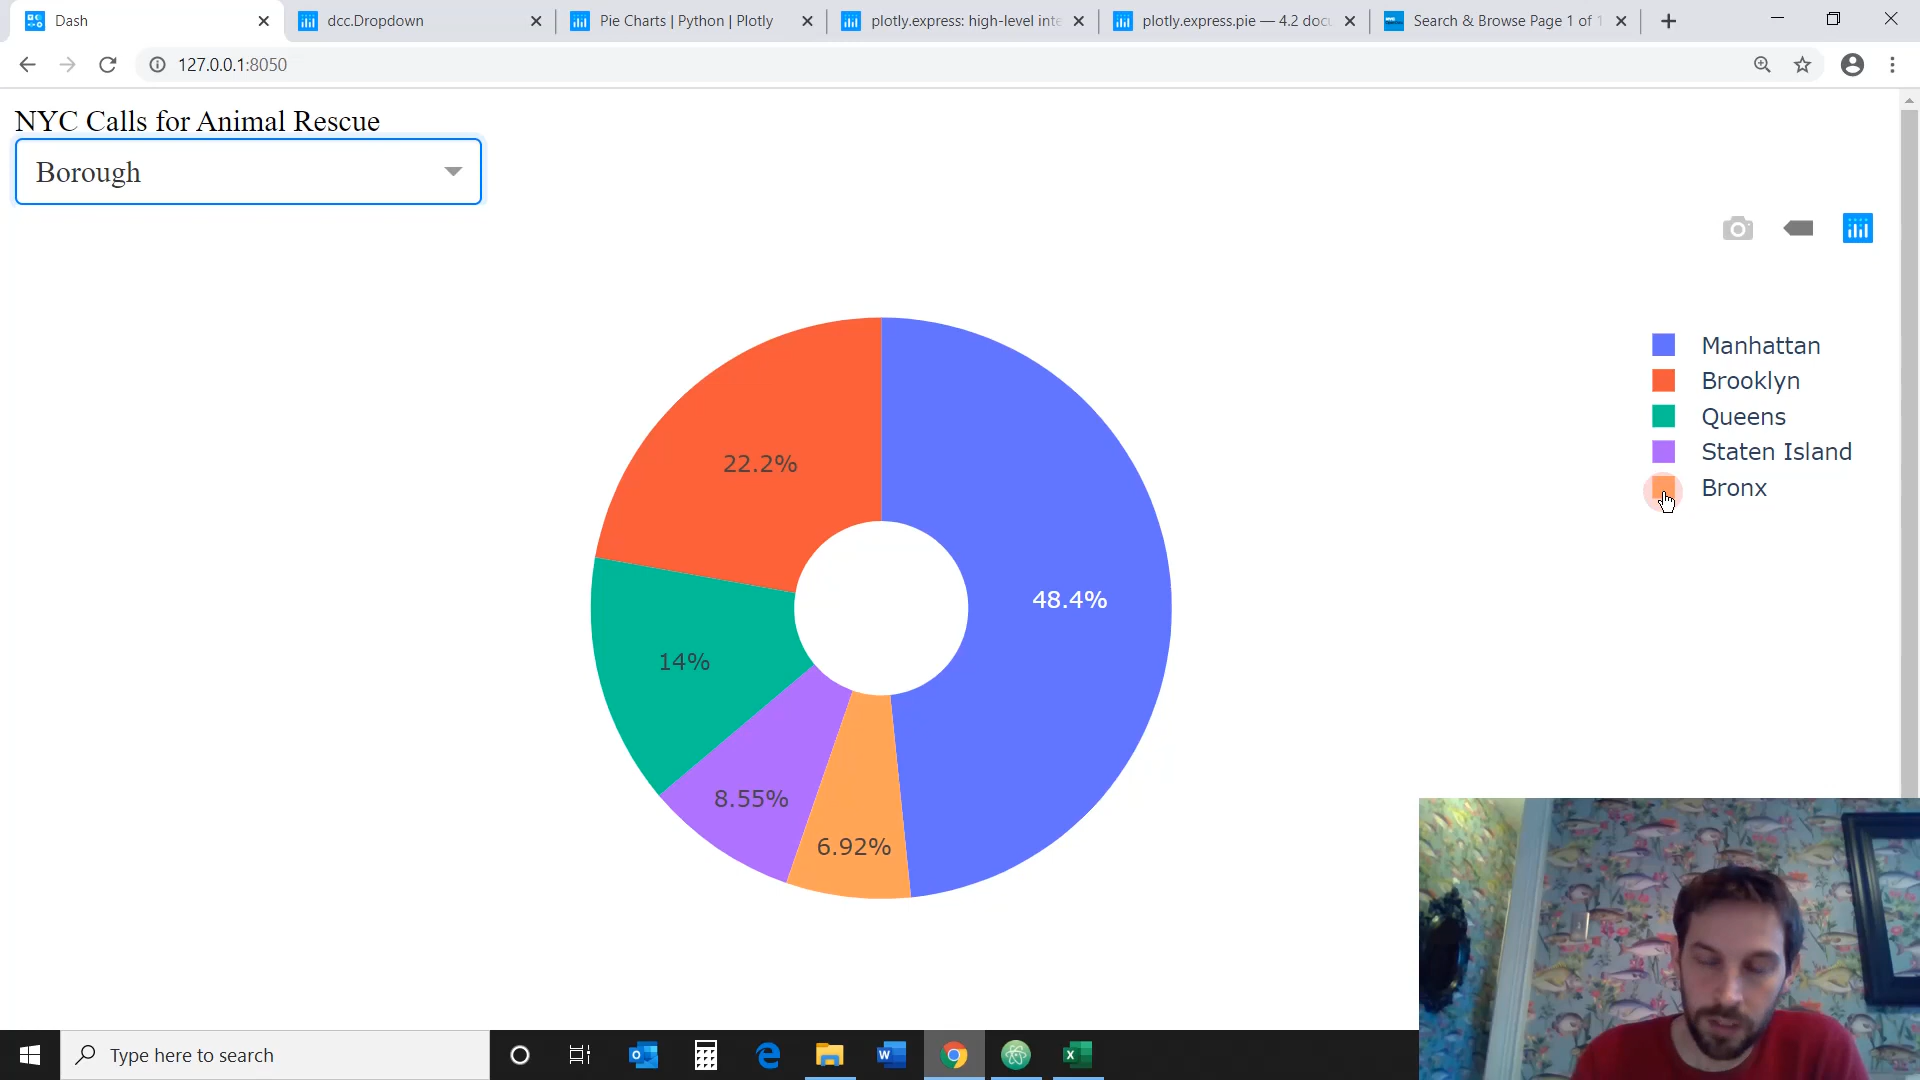 Dash
dcc.Dropdown
Pie Charts | Python | Plotly
plotly.express: high-level inte
plotly.express.pie — 4.2 docu
Search & Browse Page 1 of 1
127.0.0.1:8050
NYC Calls for Animal Rescue
Borough
Manhattan
Brooklyn
Queens
Staten Island
Bronx
22.2%
48.4%
14%
8.55%
6.92%
Type here to search